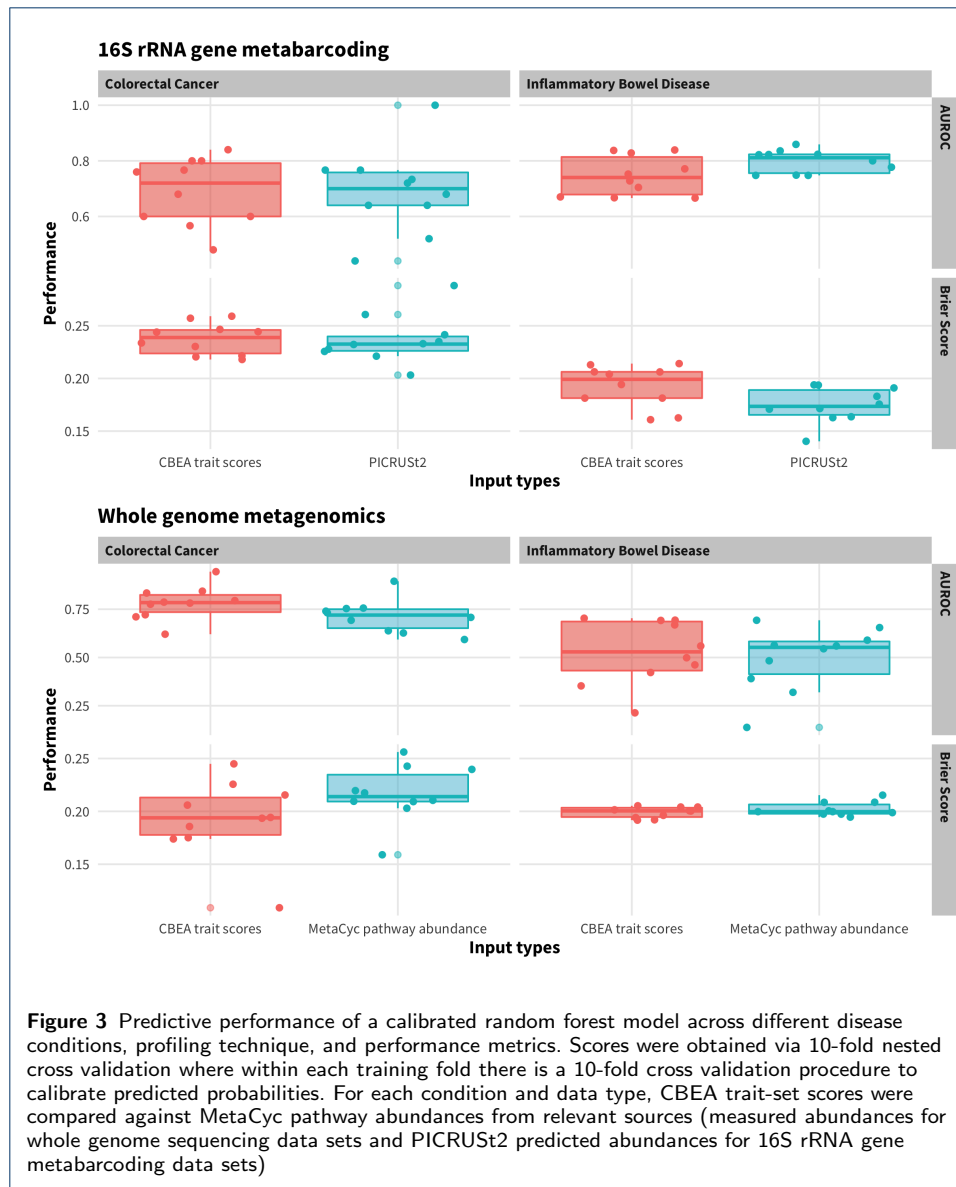 16S rRNA gene metabarcoding
Colorectal Cancer
Inflammatory Bowel Disease
1.0
0.8
0.6
AUROC
Performance
0.25
0.20
0.15
Brier Score
CBEA trait scores
PICRUSt2
CBEA trait scores
PICRUSt2
Input types
Whole genome metagenomics
Colorectal Cancer
Inflammatory Bowel Disease
0.75
0.50
0.25
AUROC
Performance
0.25
0.20
0.15
Brier Score
CBEA trait scores
MetaCyc pathway abundance
CBEA trait scores
MetaCyc pathway abundance
Input types
Figure 3 Predictive performance of a calibrated random forest model across different disease
conditions, profiling technique, and performance metrics. Scores were obtained via 10-fold nested
cross validation where within each training fold there is a 10-fold cross validation procedure to
calibrate predicted probabilities. For each condition and data type, CBEA trait-set scores were
compared against MetaCyc pathway abundances from relevant sources (measured abundances for
whole genome sequencing data sets and PICRUSt2 predicted abundances for 16S rRNA gene
metabarcoding data sets)